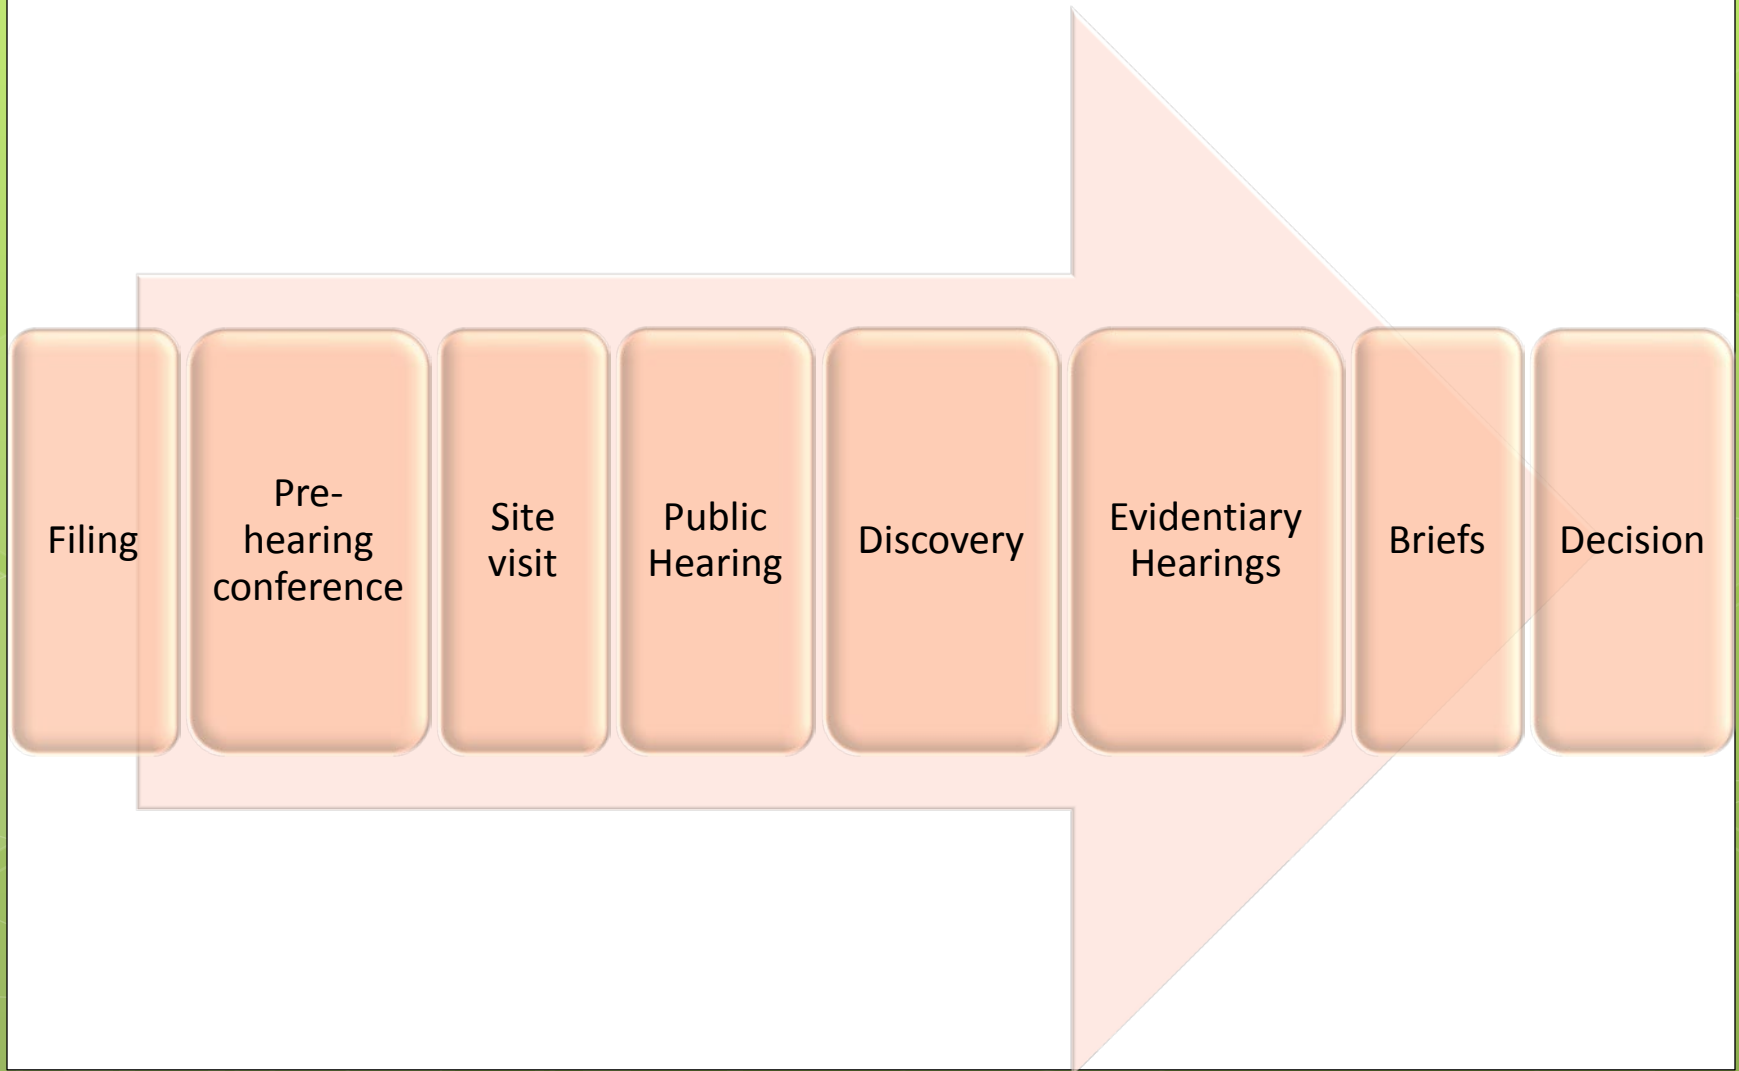 Filing
Pre-
hearing
conference
Site
visit
Public
Hearing
Discovery
Evidentiary
Hearings
Briefs
Decision